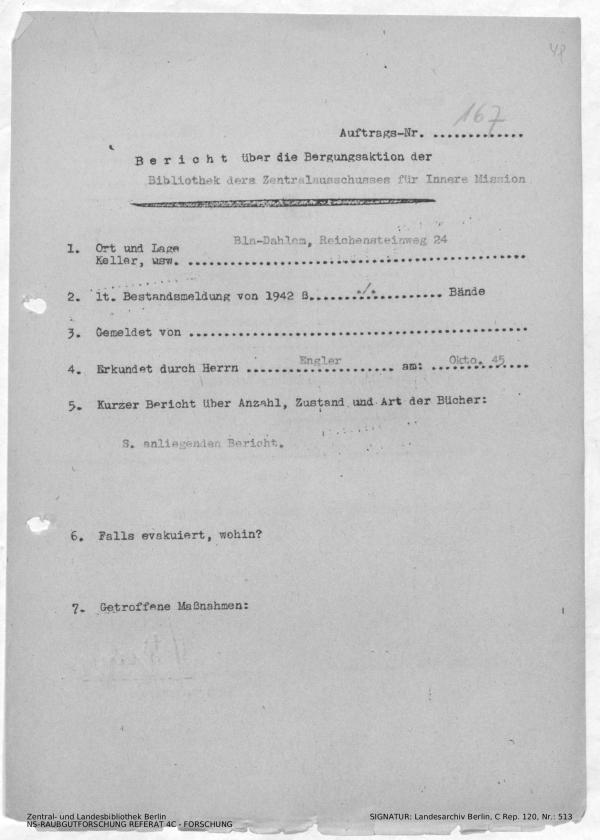 48
167
Auftrags-Nr. .............
B e r i c h t über die Bergungsaktion der
Bibliothek ders Zentralausschusses für Innere Mission
1. Ort und Lage Bln-Dahlem, Reichensteinweg 24
Keller, usw. ..................................................
2. lt. Bestandsmeldung von 1942 8......./.......... Bände
3. Gemeldet von ..................................................
4. Erkundet durch Herrn ....... Engler ....... am: .. Okto. 45 ..
5. Kurzer Bericht über Anzahl, Zustand und Art der Bücher:
S. anliegenden Bericht.
6. Falls evakuiert, wohin?
7. Getroffene Maßnahmen:
Zentral- und Landesbibliothek Berlin
NS-RAUBGUTFORSCHUNG REFERAT 4C - FORSCHUNG
SIGNATUR: Landesarchiv Berlin, C Rep. 120, Nr.: 513